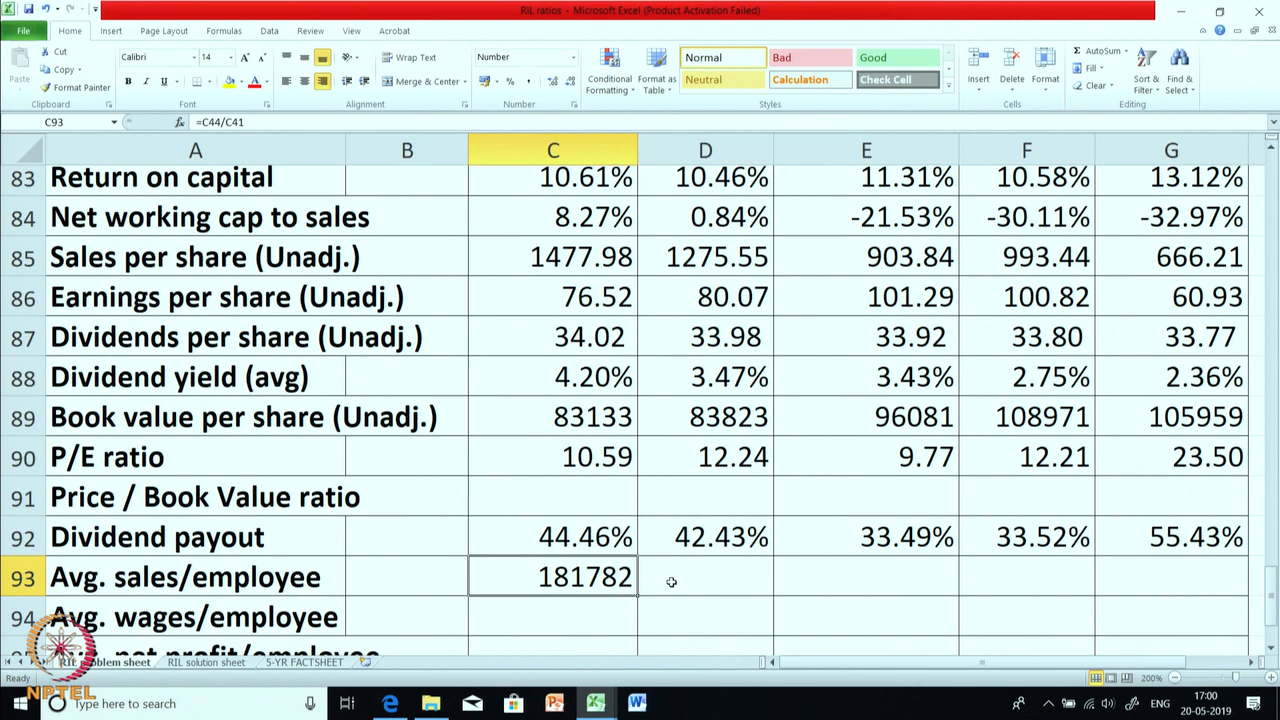 RIL ratios - Microsoft Excel (Product Activation Failed)
File Home Insert Page Layout Formulas Data Review View Acrobat
Paste
Cut
Copy
Format Painter
Clipboard
Calibri 14
B I U
Font
Wrap Text
Merge & Center
Alignment
Number
Number
Conditional Formatting
Format as Table
Normal Bad Good
Neutral Calculation Check Cell
Styles
Insert Delete Format
Cells
AutoSum
Fill
Clear
Sort & Filter
Find & Select
Editing
C93 fx =C44/C41
A B C D E F G
83 Return on capital 10.61% 10.46% 11.31% 10.58% 13.12%
84 Net working cap to sales 8.27% 0.84% -21.53% -30.11% -32.97%
85 Sales per share (Unadj.) 1477.98 1275.55 903.84 993.44 666.21
86 Earnings per share (Unadj.) 76.52 80.07 101.29 100.82 60.93
87 Dividends per share (Unadj.) 34.02 33.98 33.92 33.80 33.77
88 Dividend yield (avg) 4.20% 3.47% 3.43% 2.75% 2.36%
89 Book value per share (Unadj.) 83133 83823 96081 108971 105959
90 P/E ratio 10.59 12.24 9.77 12.21 23.50
91 Price / Book Value ratio
92 Dividend payout 44.46% 42.43% 33.49% 33.52% 55.43%
93 Avg. sales/employee 181782
94 Avg. wages/employee
net profit/employee
RIL problem sheet RIL solution sheet 5-YR FACTSHEET
Ready 200%
NPTEL
Type here to search
ENG
17:00
20-05-2019